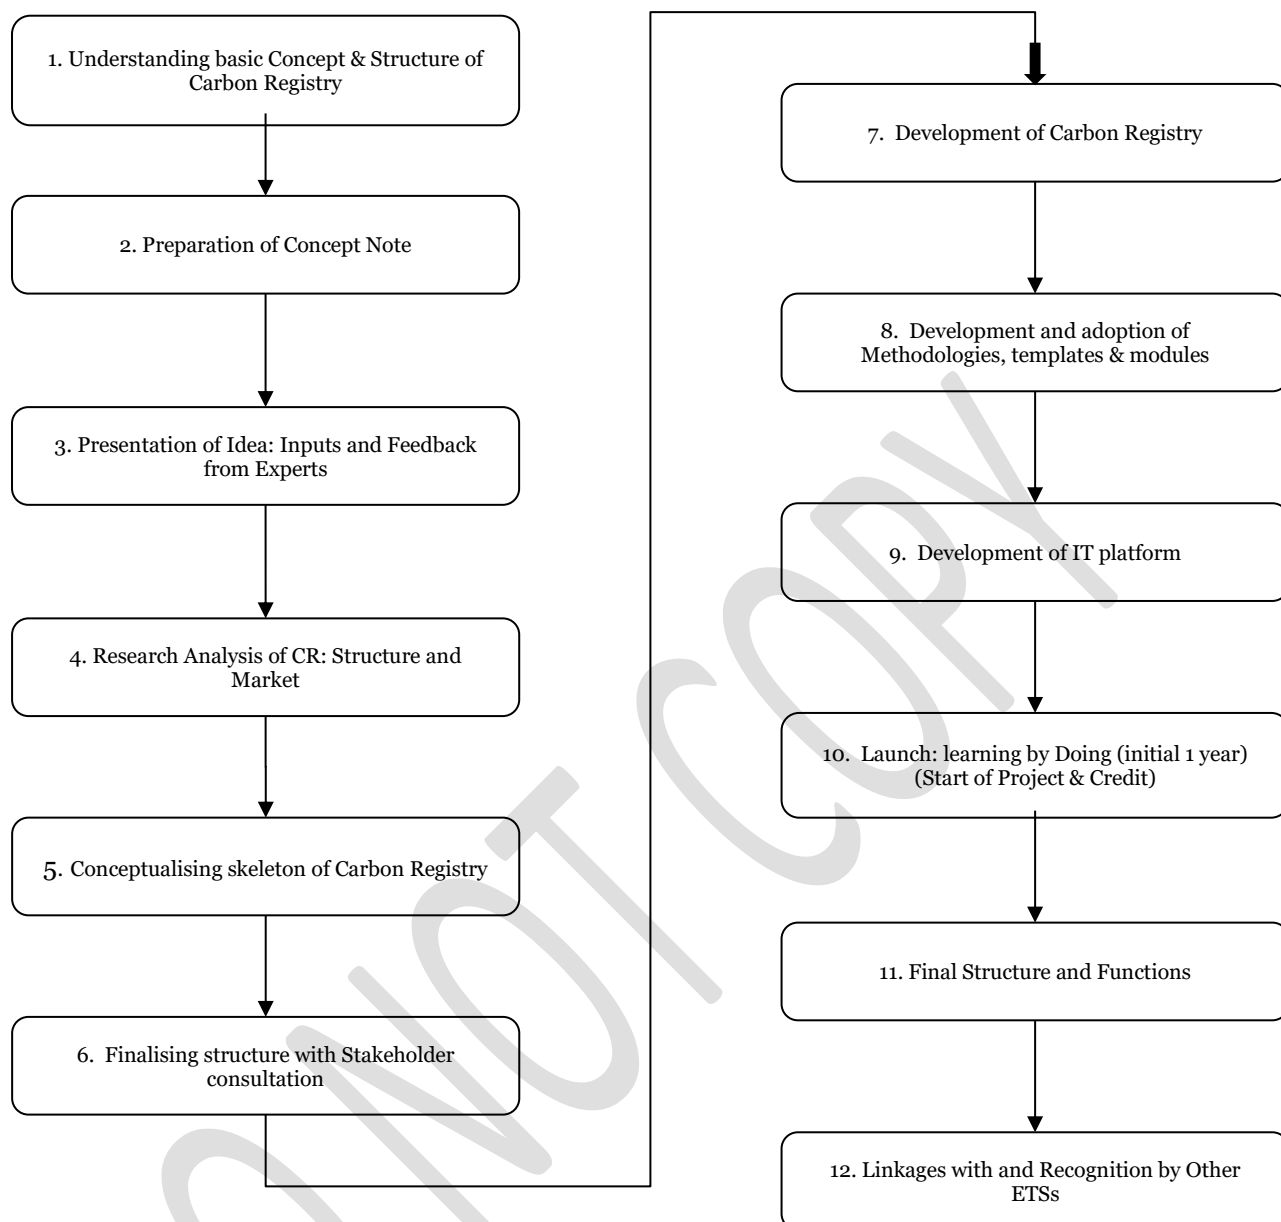 1. Understanding basic Concept & Structure of
Carbon Registry
2. Preparation of Concept Note
3. Presentation of Idea: Inputs and Feedback
from Experts
4. Research Analysis of CR: Structure and
Market
5. Conceptualising skeleton of Carbon Registry
6. Finalising structure with Stakeholder
consultation
7. Development of Carbon Registry
8. Development and adoption of
Methodologies, templates & modules
9. Development of IT platform
10. Launch: learning by Doing (initial 1 year)
(Start of Project & Credit)
11. Final Structure and Functions
12. Linkages with and Recognition by Other
ETSs
O NOT COPY